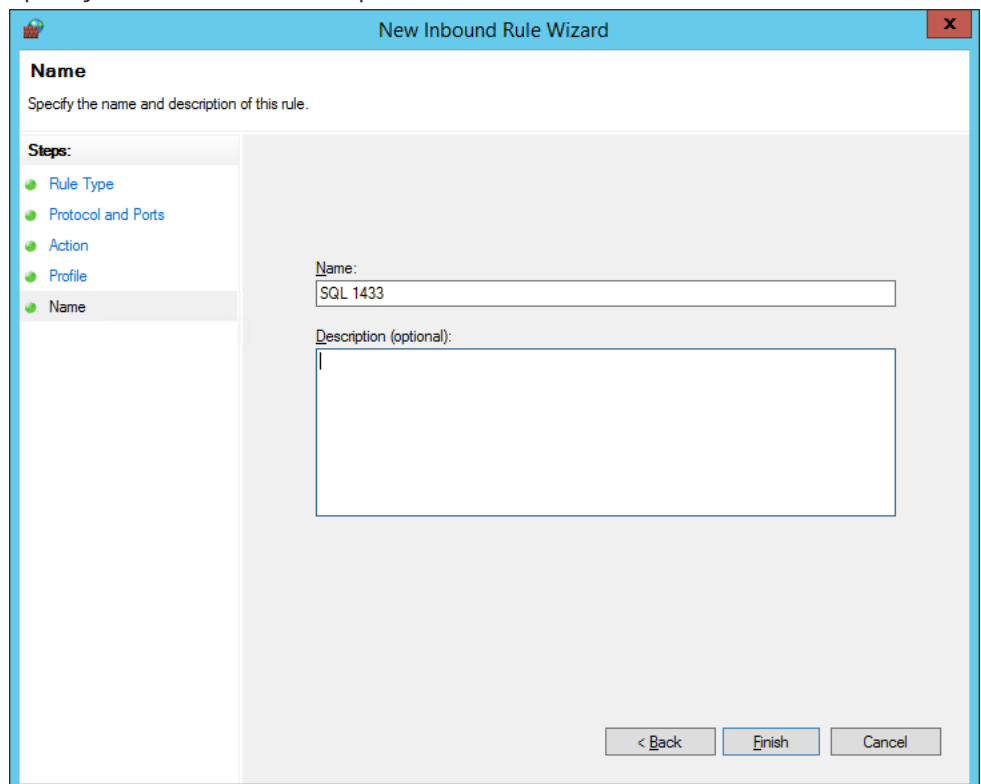 New Inbound Rule Wizard
x
Name
Specify the name and description of this rule.
Steps:
Rule Type
Protocol and Ports
Action
Profile
Name
Name:
SQL 1433
Description (optional):
< Back
Finish
Cancel